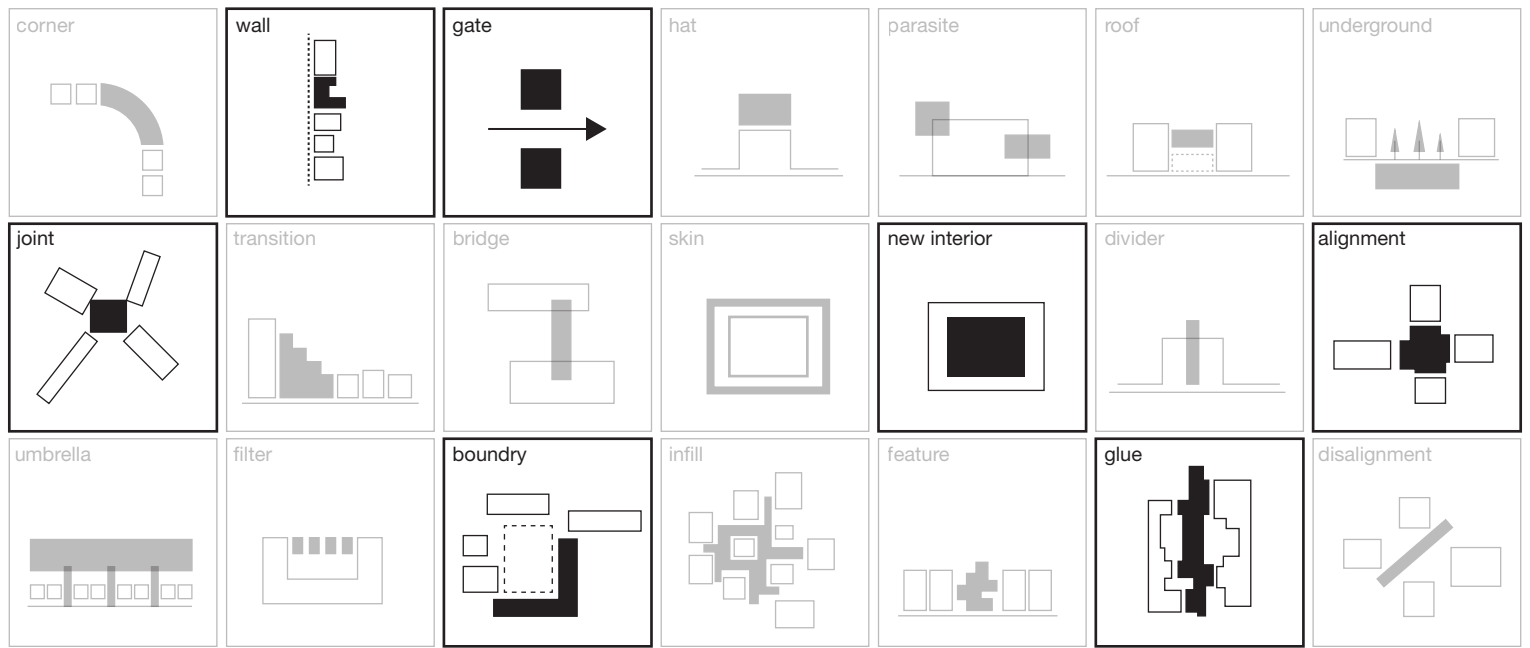 corner
wall
gate
hat
parasite
roof
underground
joint
transition
bridge
skin
new interior
divider
alignment
umbrella
filter
boundry
infill
feature
glue
disalignment